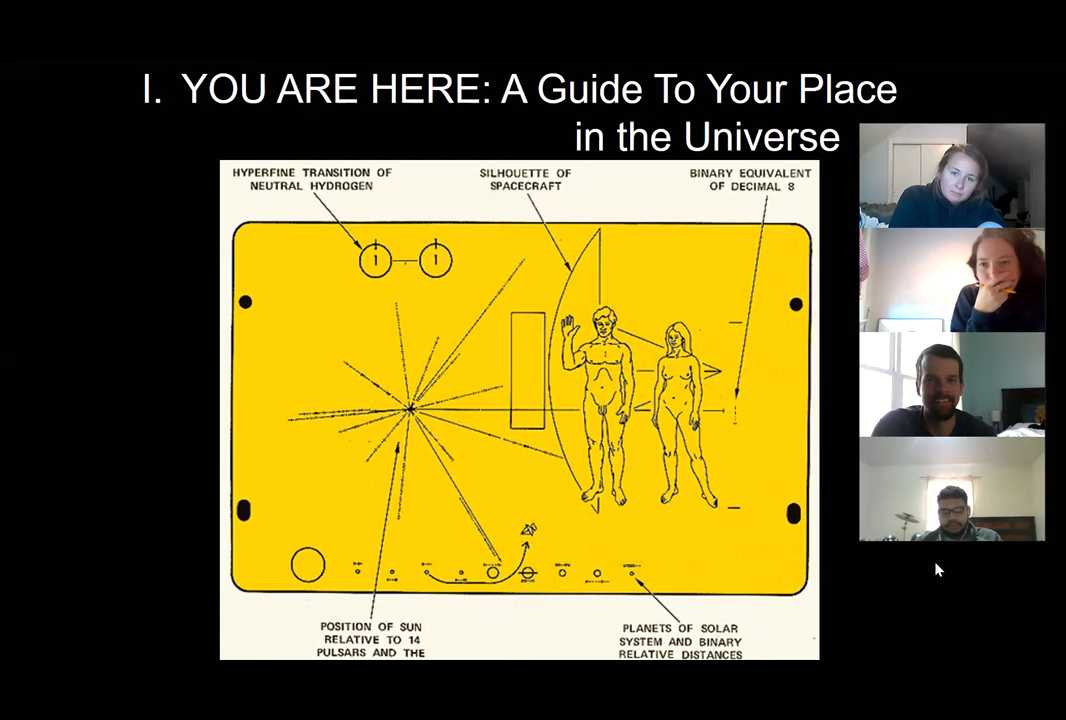 I. YOU ARE HERE: A Guide To Your Place
in the Universe
HYPERFINE TRANSITION OF
NEUTRAL HYDROGEN
SILHOUETTE OF
SPACECRAFT
BINARY EQUIVALENT
OF DECIMAL 8
POSITION OF SUN
RELATIVE TO 14
PULSARS AND THE
PLANETS OF SOLAR
SYSTEM AND BINARY
RELATIVE DISTANCES